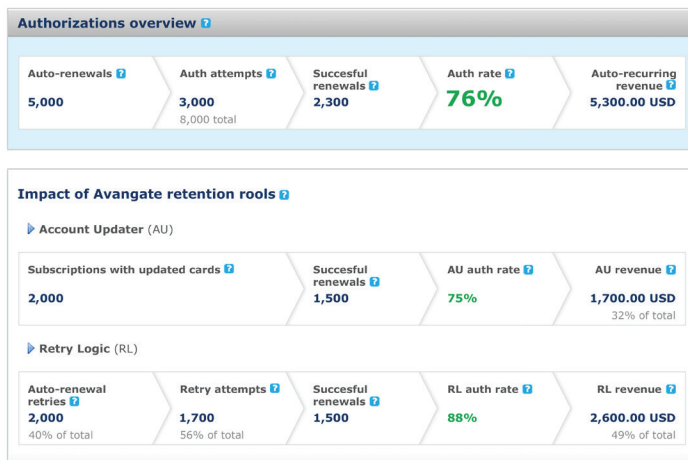 Authorizations overview ?
Auto-renewals ?
5,000
Auth attempts ?
3,000
8,000 total
Succesful
renewals ?
2,300
Auth rate ?
76%
Auto-recurring
revenue ?
5,300.00 USD
Impact of Avangate retention rools ?
Account Updater (AU)
Subscriptions with updated cards ?
2,000
Succesful
renewals ?
1,500
AU auth rate ?
75%
AU revenue ?
1,700.00 USD
32% of total
Retry Logic (RL)
Auto-renewal
retries ?
2,000
40% of total
Retry attempts ?
1,700
56% of total
Succesful
renewals ?
1,500
RL auth rate ?
88%
RL revenue ?
2,600.00 USD
49% of total